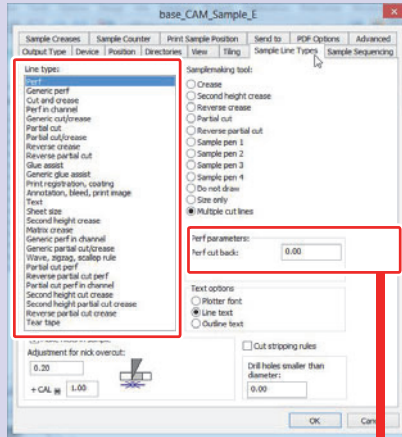 base_CAM_Sample_E
Sample Creases Sample Counter Print Sample Position Send to PDF Options Advanced
Output Type Device Position Directories View Tiling Sample Line Types Sample Sequencing
Line type:
Perf
Generic perf
Cut and crease
Perf in channel
Generic cut/crease
Partial cut
Partial cut/crease
Reverse crease
Reverse partial cut
Glue assist
Generic glue assist
Print registration, coating
Annotation, bleed, print image
Text
Sheet size
Second height crease
Matrix crease
Generic perf in channel
Generic partial cut/crease
Wave, zigzag, scallop rule
Partial cut perf
Reverse partial cut perf
Partial cut perf in channel
Second height cut crease
Second height partial cut crease
Reverse partial cut crease
Tear tape
Samplemaking tool:
Crease
Second height crease
Reverse crease
Partial cut
Reverse partial cut
Sample pen 1
Sample pen 2
Sample pen 3
Sample pen 4
Do not draw
Size only
Multiple cut lines
Perf parameters:
Perf cut back: 0.00
Text options
Plotter font
Line text
Outline text
Adjustment for nick overcut:
0.20
+ CAL 1.00
Cut stripping rules
Drill holes smaller than
diameter:
0.00
OK